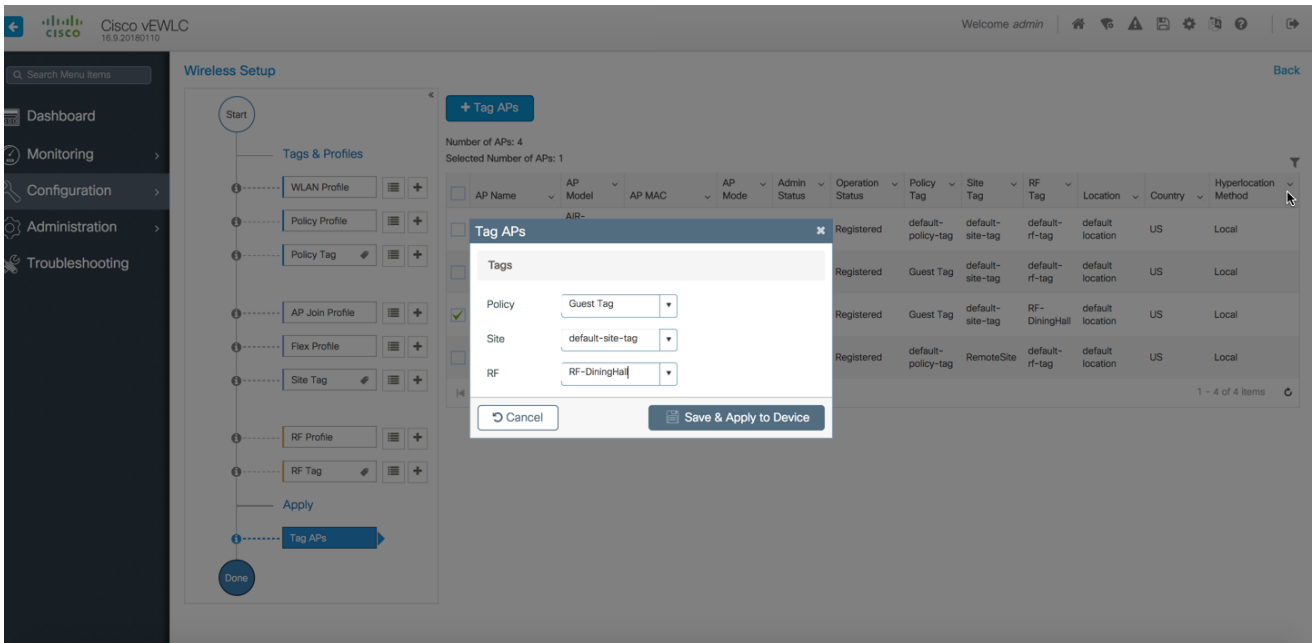 CISCO
Cisco vEWLC
16.9.20180110
Welcome admin
Search Menu Items
Dashboard
Monitoring
Configuration
Administration
Troubleshooting
Wireless Setup
Back
Start
Tags & Profiles
WLAN Profile
Policy Profile
Policy Tag
AP Join Profile
Flex Profile
Site Tag
RF Profile
RF Tag
Apply
Tag APs
Done
+ Tag APs
Number of APs: 4
Selected Number of APs: 1
AP Name
AP Model
AP MAC
AP Mode
Admin Status
Operation Status
Policy Tag
Site Tag
RF Tag
Location
Country
Hyperlocation Method
AIR-
Registered default-policy-tag default-site-tag default-rf-tag default location US Local
Registered Guest Tag default-site-tag default-rf-tag default location US Local
Registered Guest Tag default-site-tag RF-DiningHall default location US Local
Registered default-policy-tag RemoteSite default-rf-tag default location US Local
1 - 4 of 4 items
Tag APs
Tags
Policy Guest Tag
Site default-site-tag
RF RF-DiningHall
Cancel
Save & Apply to Device